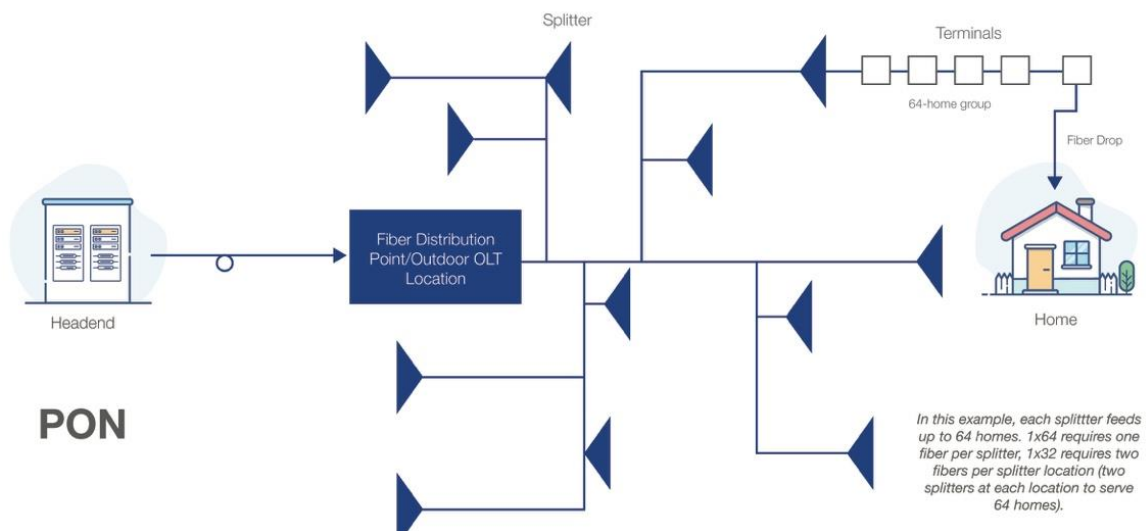 Splitter
Terminals
64-home group
Fiber Drop
Fiber Distribution
Point/Outdoor OLT
Location
Headend
Home
PON
In this example, each splittter feeds
up to 64 homes. 1x64 requires one
fiber per splitter, 1x32 requires two
fibers per splitter location (two
splitters at each location to serve
64 homes).